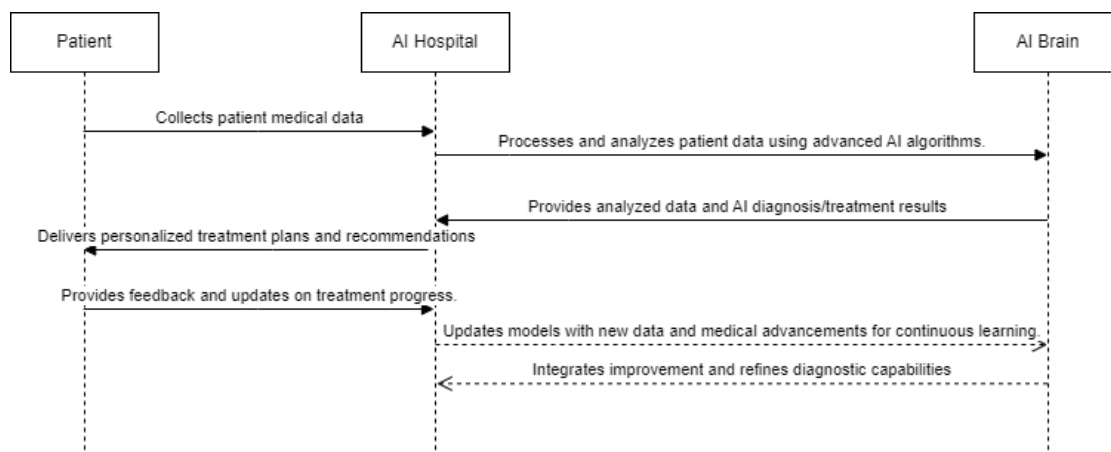 Patient
AI Hospital
AI Brain
Collects patient medical data
Processes and analyzes patient data using advanced AI algorithms.
Provides analyzed data and AI diagnosis/treatment results
Delivers personalized treatment plans and recommendations
Provides feedback and updates on treatment progress.
Updates models with new data and medical advancements for continuous learning.
Integrates improvement and refines diagnostic capabilities